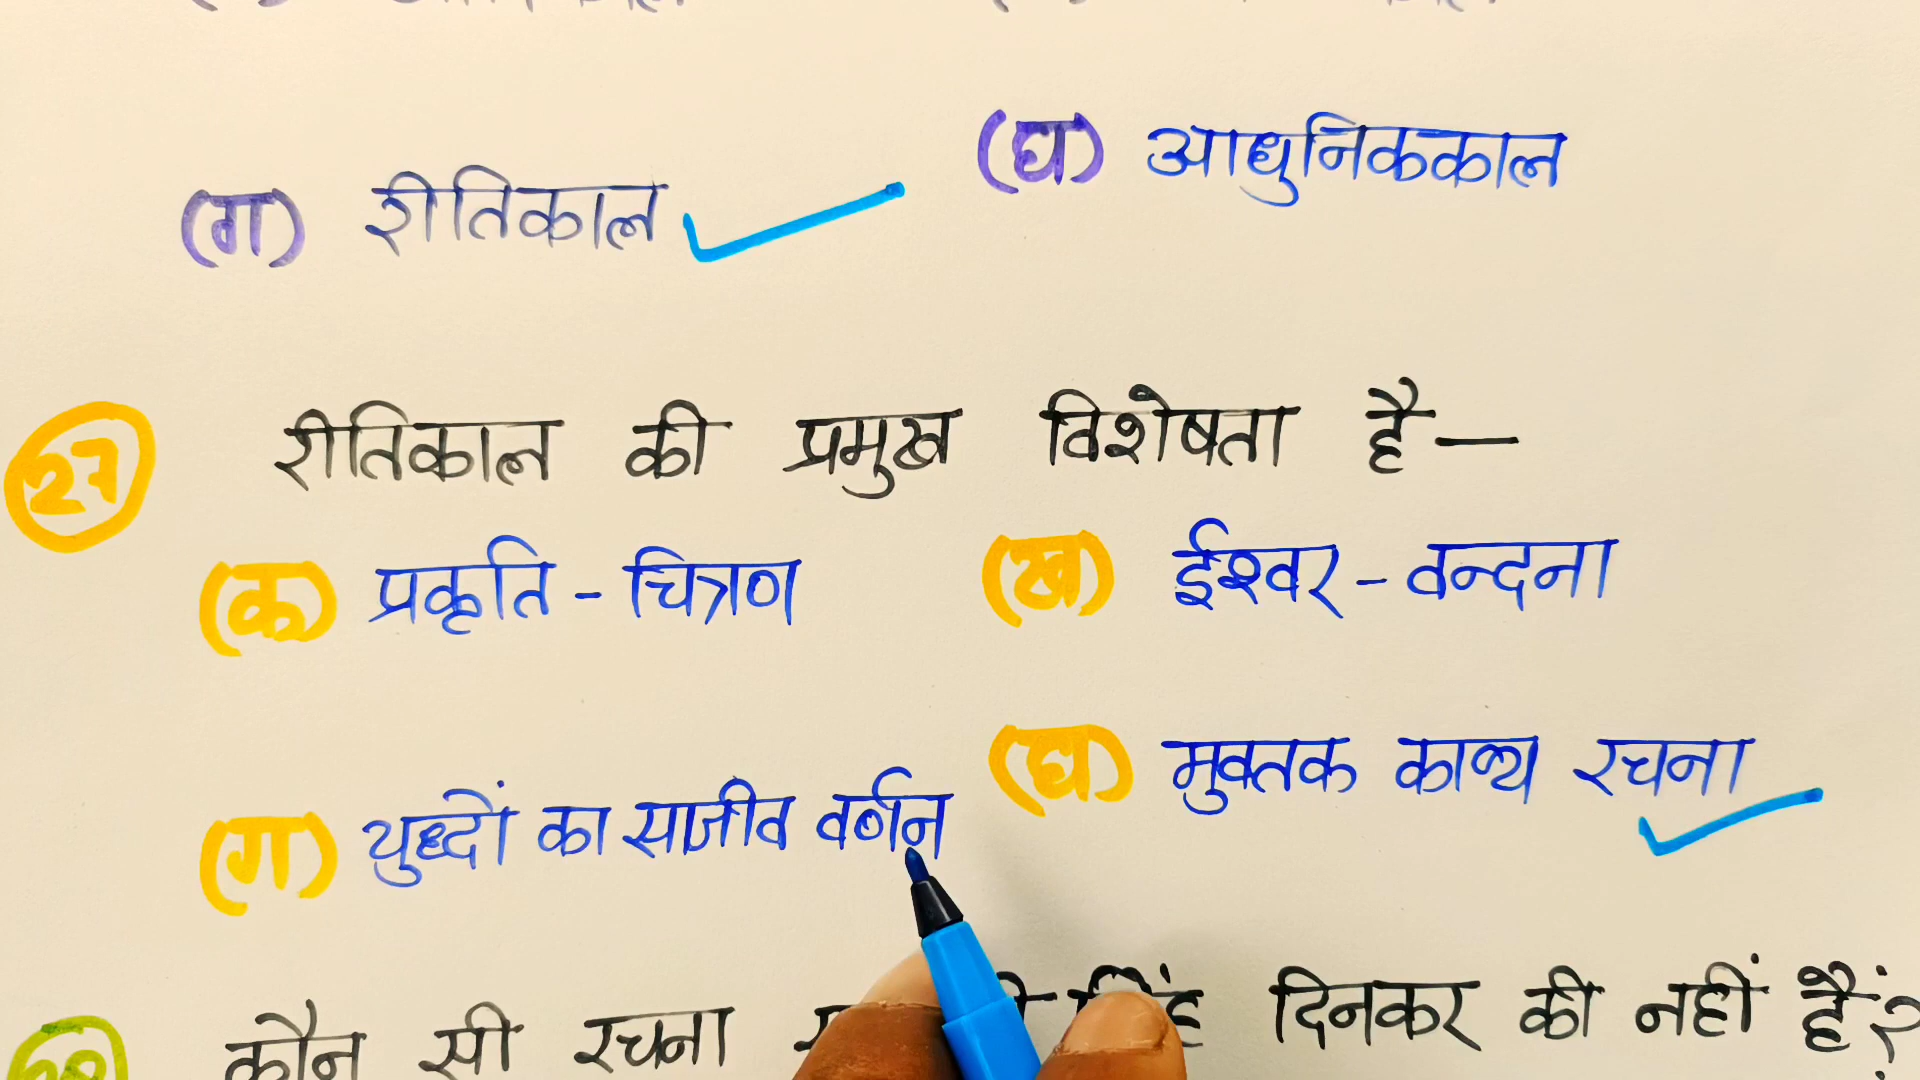 (घ) आधुनिककाल
(ग) रीतिकाल
27 रीतिकाल की प्रमुख विशेषता है —
(क) प्रकृति - चित्रण (ख) ईश्वर - वन्दना
(घ) मुक्तक काव्य रचना
(ग) युध्दों का सजीव वर्णन
कौन सी रचना दिनकर की नहीं है?